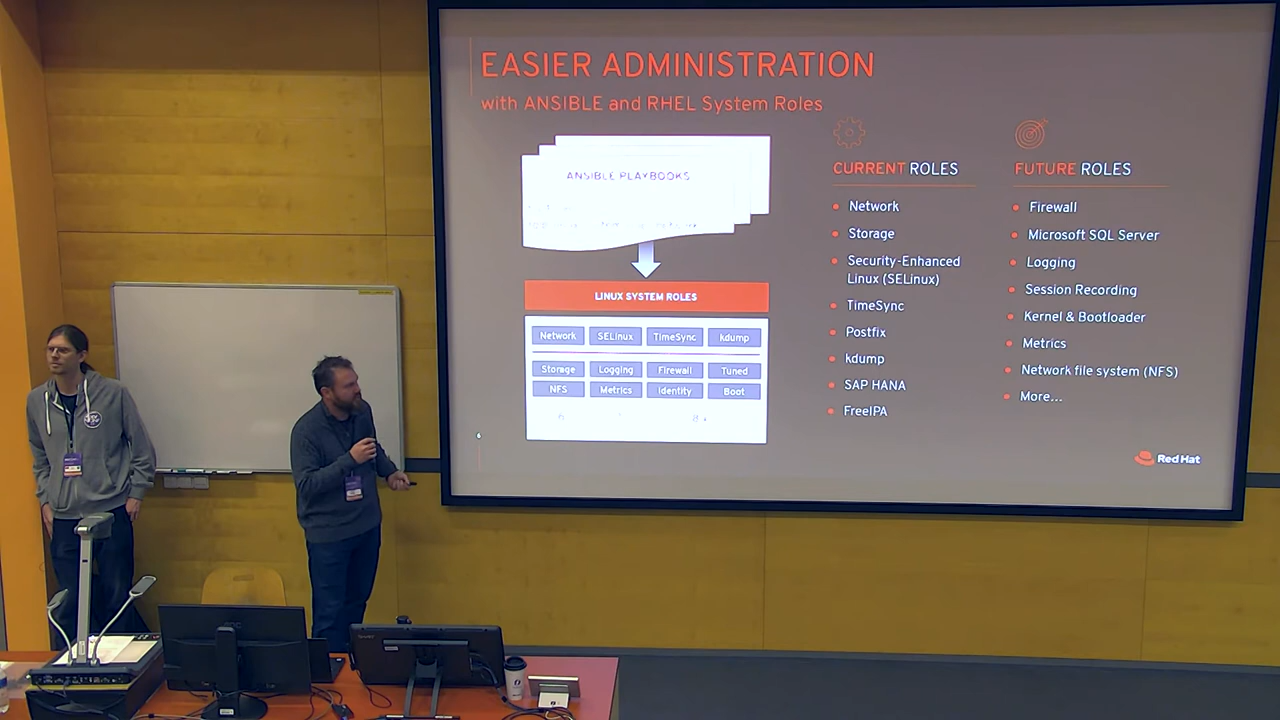 EASIER ADMINISTRATION
with ANSIBLE and RHEL System Roles
ANSIBLE PLAYBOOKS
LINUX SYSTEM ROLES
Network SELinux TimeSync kdump
Storage Logging Firewall Tuned
NFS Metrics Identity Boot
6
CURRENT ROLES
Network
Storage
Security-Enhanced
Linux (SELinux)
TimeSync
Postfix
kdump
SAP HANA
FreeIPA
FUTURE ROLES
Firewall
Microsoft SQL Server
Logging
Session Recording
Kernel & Bootloader
Metrics
Network file system (NFS)
More...
Red Hat